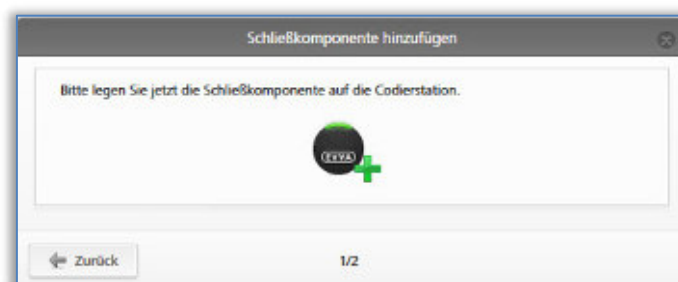 Schließkomponente hinzufügen
Bitte legen Sie jetzt die Schließkomponente auf die Codierstation.
EVVA
Zurück
1/2